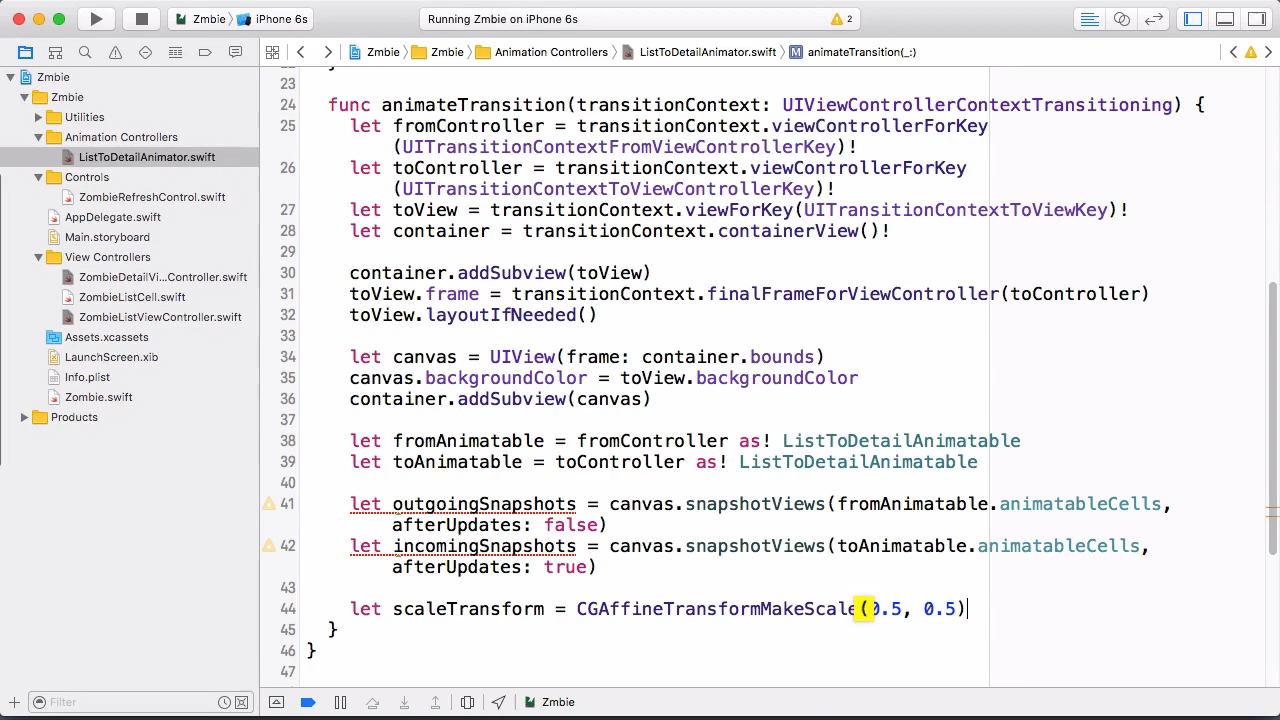 Zmbie
iPhone 6s
Running Zmbie on iPhone 6s
2
Zmbie
Zmbie
Animation Controllers
ListToDetailAnimator.swift
animateTransition(_:)
Zmbie
Zmbie
Utilities
Animation Controllers
ListToDetailAnimator.swift
Controls
ZombieRefreshControl.swift
AppDelegate.swift
Main.storyboard
View Controllers
ZombieDetailVi...Controller.swift
ZombieListCell.swift
ZombieListViewController.swift
Assets.xcassets
LaunchScreen.xib
Info.plist
Zombie.swift
Products
Filter
}
23
24 func animateTransition(transitionContext: UIViewControllerContextTransitioning) {
25 let fromController = transitionContext.viewControllerForKey
(UITransitionContextFromViewControllerKey)!
26 let toController = transitionContext.viewControllerForKey
(UITransitionContextToViewControllerKey)!
27 let toView = transitionContext.viewForKey(UITransitionContextToViewKey)!
28 let container = transitionContext.containerView()!
29
30 container.addSubview(toView)
31 toView.frame = transitionContext.finalFrameForViewController(toController)
32 toView.layoutIfNeeded()
33
34 let canvas = UIView(frame: container.bounds)
35 canvas.backgroundColor = toView.backgroundColor
36 container.addSubview(canvas)
37
38 let fromAnimatable = fromController as! ListToDetailAnimatable
39 let toAnimatable = toController as! ListToDetailAnimatable
40
41 let outgoingSnapshots = canvas.snapshotViews(fromAnimatable.animatableCells,
afterUpdates: false)
42 let incomingSnapshots = canvas.snapshotViews(toAnimatable.animatableCells,
afterUpdates: true)
43
44 let scaleTransform = CGAffineTransformMakeScale(0.5, 0.5)
45 }
46 }
47
Zmbie